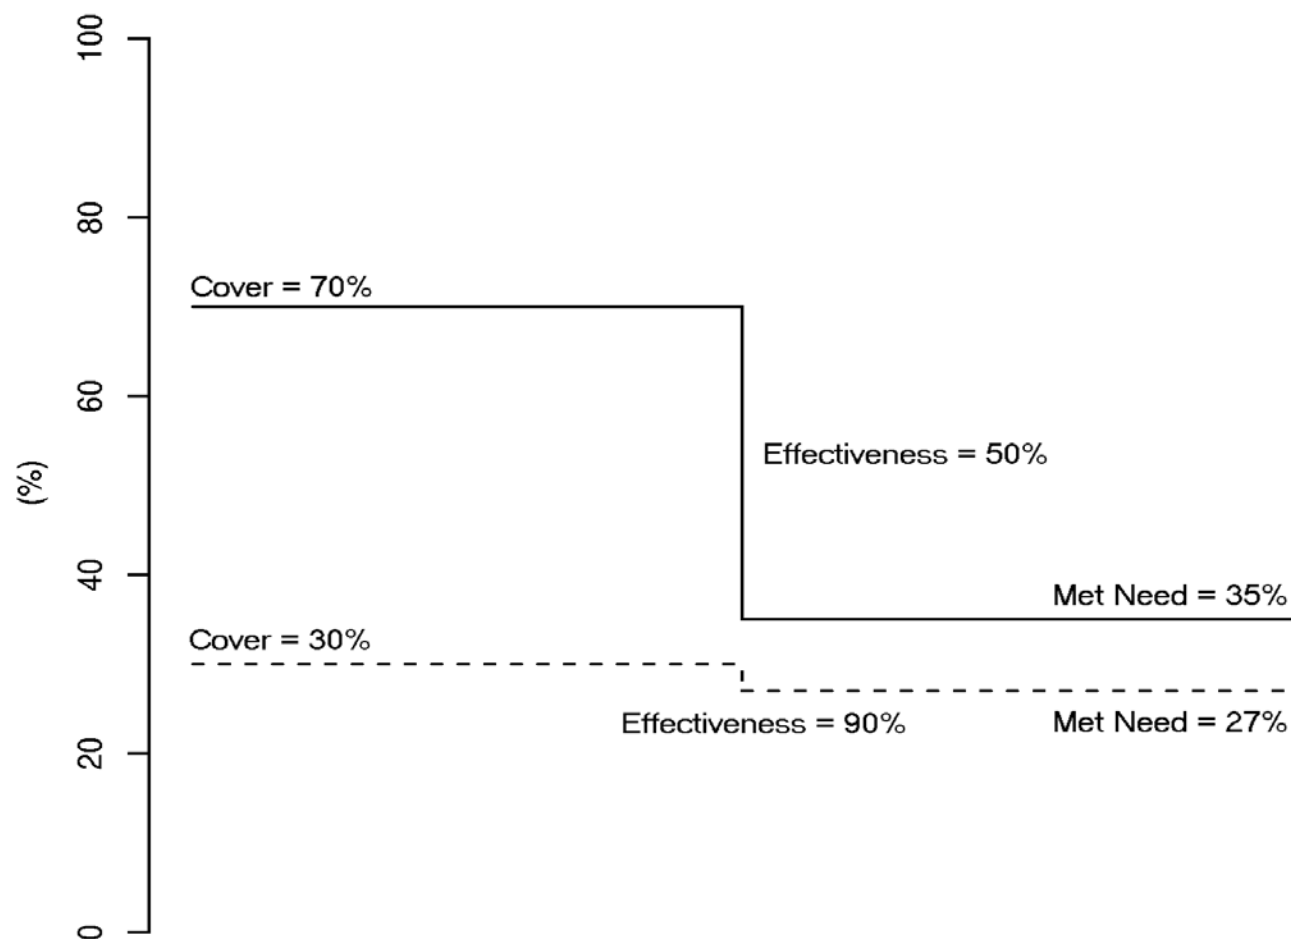 100
80
60
40
20
0
(%)
Cover = 70%
Effectiveness = 50%
Met Need = 35%
Cover = 30%
Effectiveness = 90%
Met Need = 27%